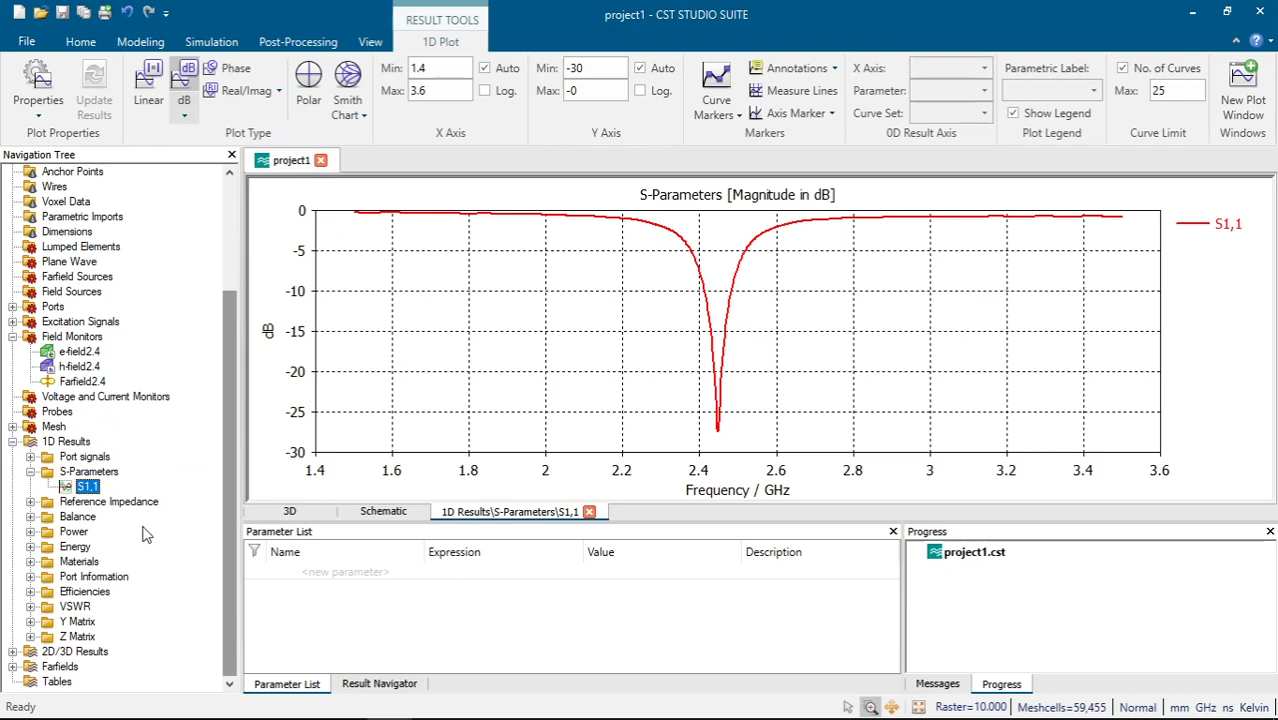 project1 - CST STUDIO SUITE
RESULT TOOLS
File Home Modeling Simulation Post-Processing View 1D Plot
Properties
Update Results
Plot Properties
Linear
dB
Phase
Real/Imag
Polar
Smith Chart
Plot Type
Min: 1.4 Auto
Max: 3.6 Log.
X Axis
Min: -30 Auto
Max: -0 Log.
Y Axis
Curve Markers
Annotations
Measure Lines
Axis Marker
Markers
X Axis:
Parameter:
Curve Set:
0D Result Axis
Parametric Label:
Show Legend
Plot Legend
No. of Curves
Max: 25
Curve Limit
New Plot Window
Windows
Navigation Tree
Anchor Points
Wires
Voxel Data
Parametric Imports
Dimensions
Lumped Elements
Plane Wave
Farfield Sources
Field Sources
Ports
Excitation Signals
Field Monitors
e-field2.4
h-field2.4
Farfield2.4
Voltage and Current Monitors
Probes
Mesh
1D Results
Port signals
S-Parameters
S1,1
Reference Impedance
Balance
Power
Energy
Materials
Port Information
Efficiencies
VSWR
Y Matrix
Z Matrix
2D/3D Results
Farfields
Tables
project1
S-Parameters [Magnitude in dB]
S1,1
0
-5
-10
-15
-20
-25
-30
dB
1.4 1.6 1.8 2 2.2 2.4 2.6 2.8 3 3.2 3.4 3.6
Frequency / GHz
3D Schematic 1D Results\S-Parameters\S1,1
Parameter List
Name Expression Value Description
<new parameter>
Parameter List Result Navigator
Progress
project1.cst
Messages Progress
Ready
Raster=10.000 Meshcells=59,455 Normal mm GHz ns Kelvin